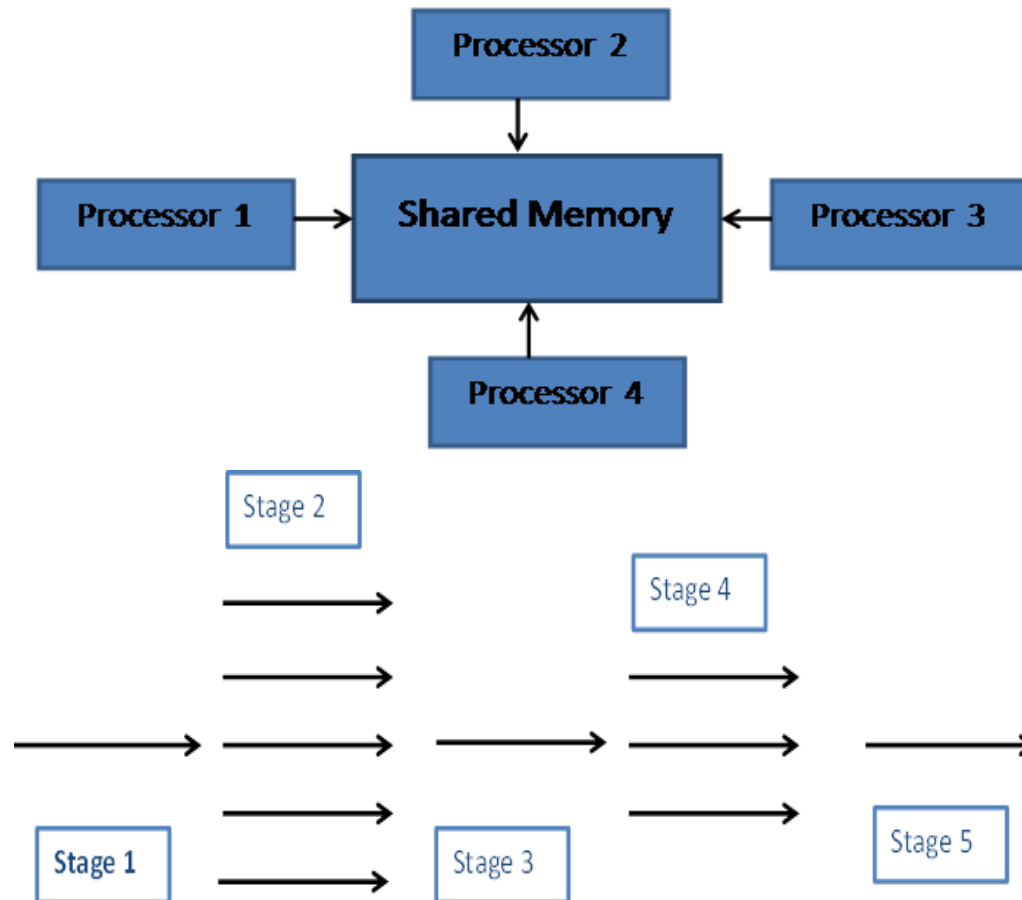 Processor 2
Processor 1
Shared Memory
Processor 3
Processor 4
Stage 2
Stage 4
Stage 1
Stage 3
Stage 5